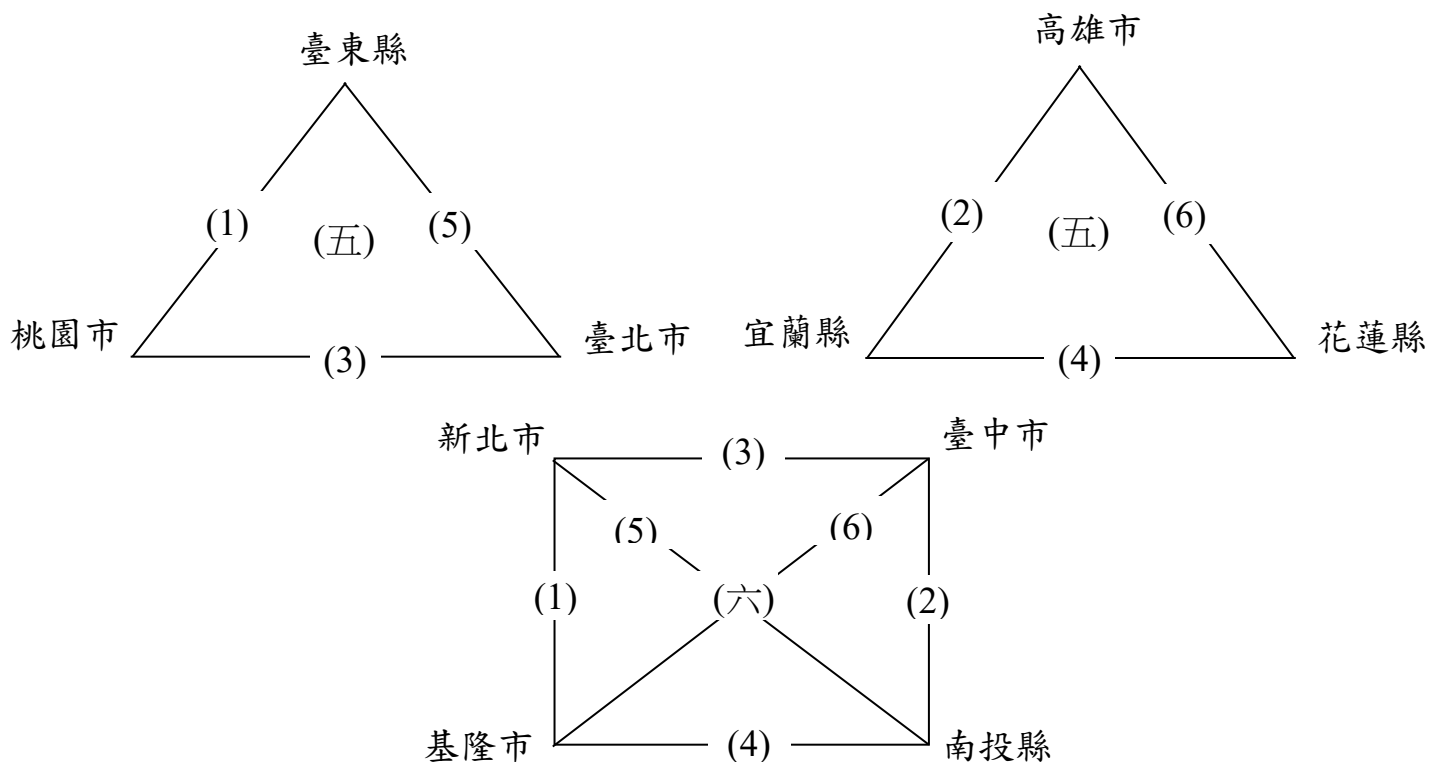 臺東縣
(1)
(五)
(5)
桃園市
(3)
臺北市
高雄市
(2)
(五)
(6)
宜蘭縣
(4)
花蓮縣
新北市
(3)
臺中市
(5)
(6)
(1)
(六)
(2)
基隆市
(4)
南投縣